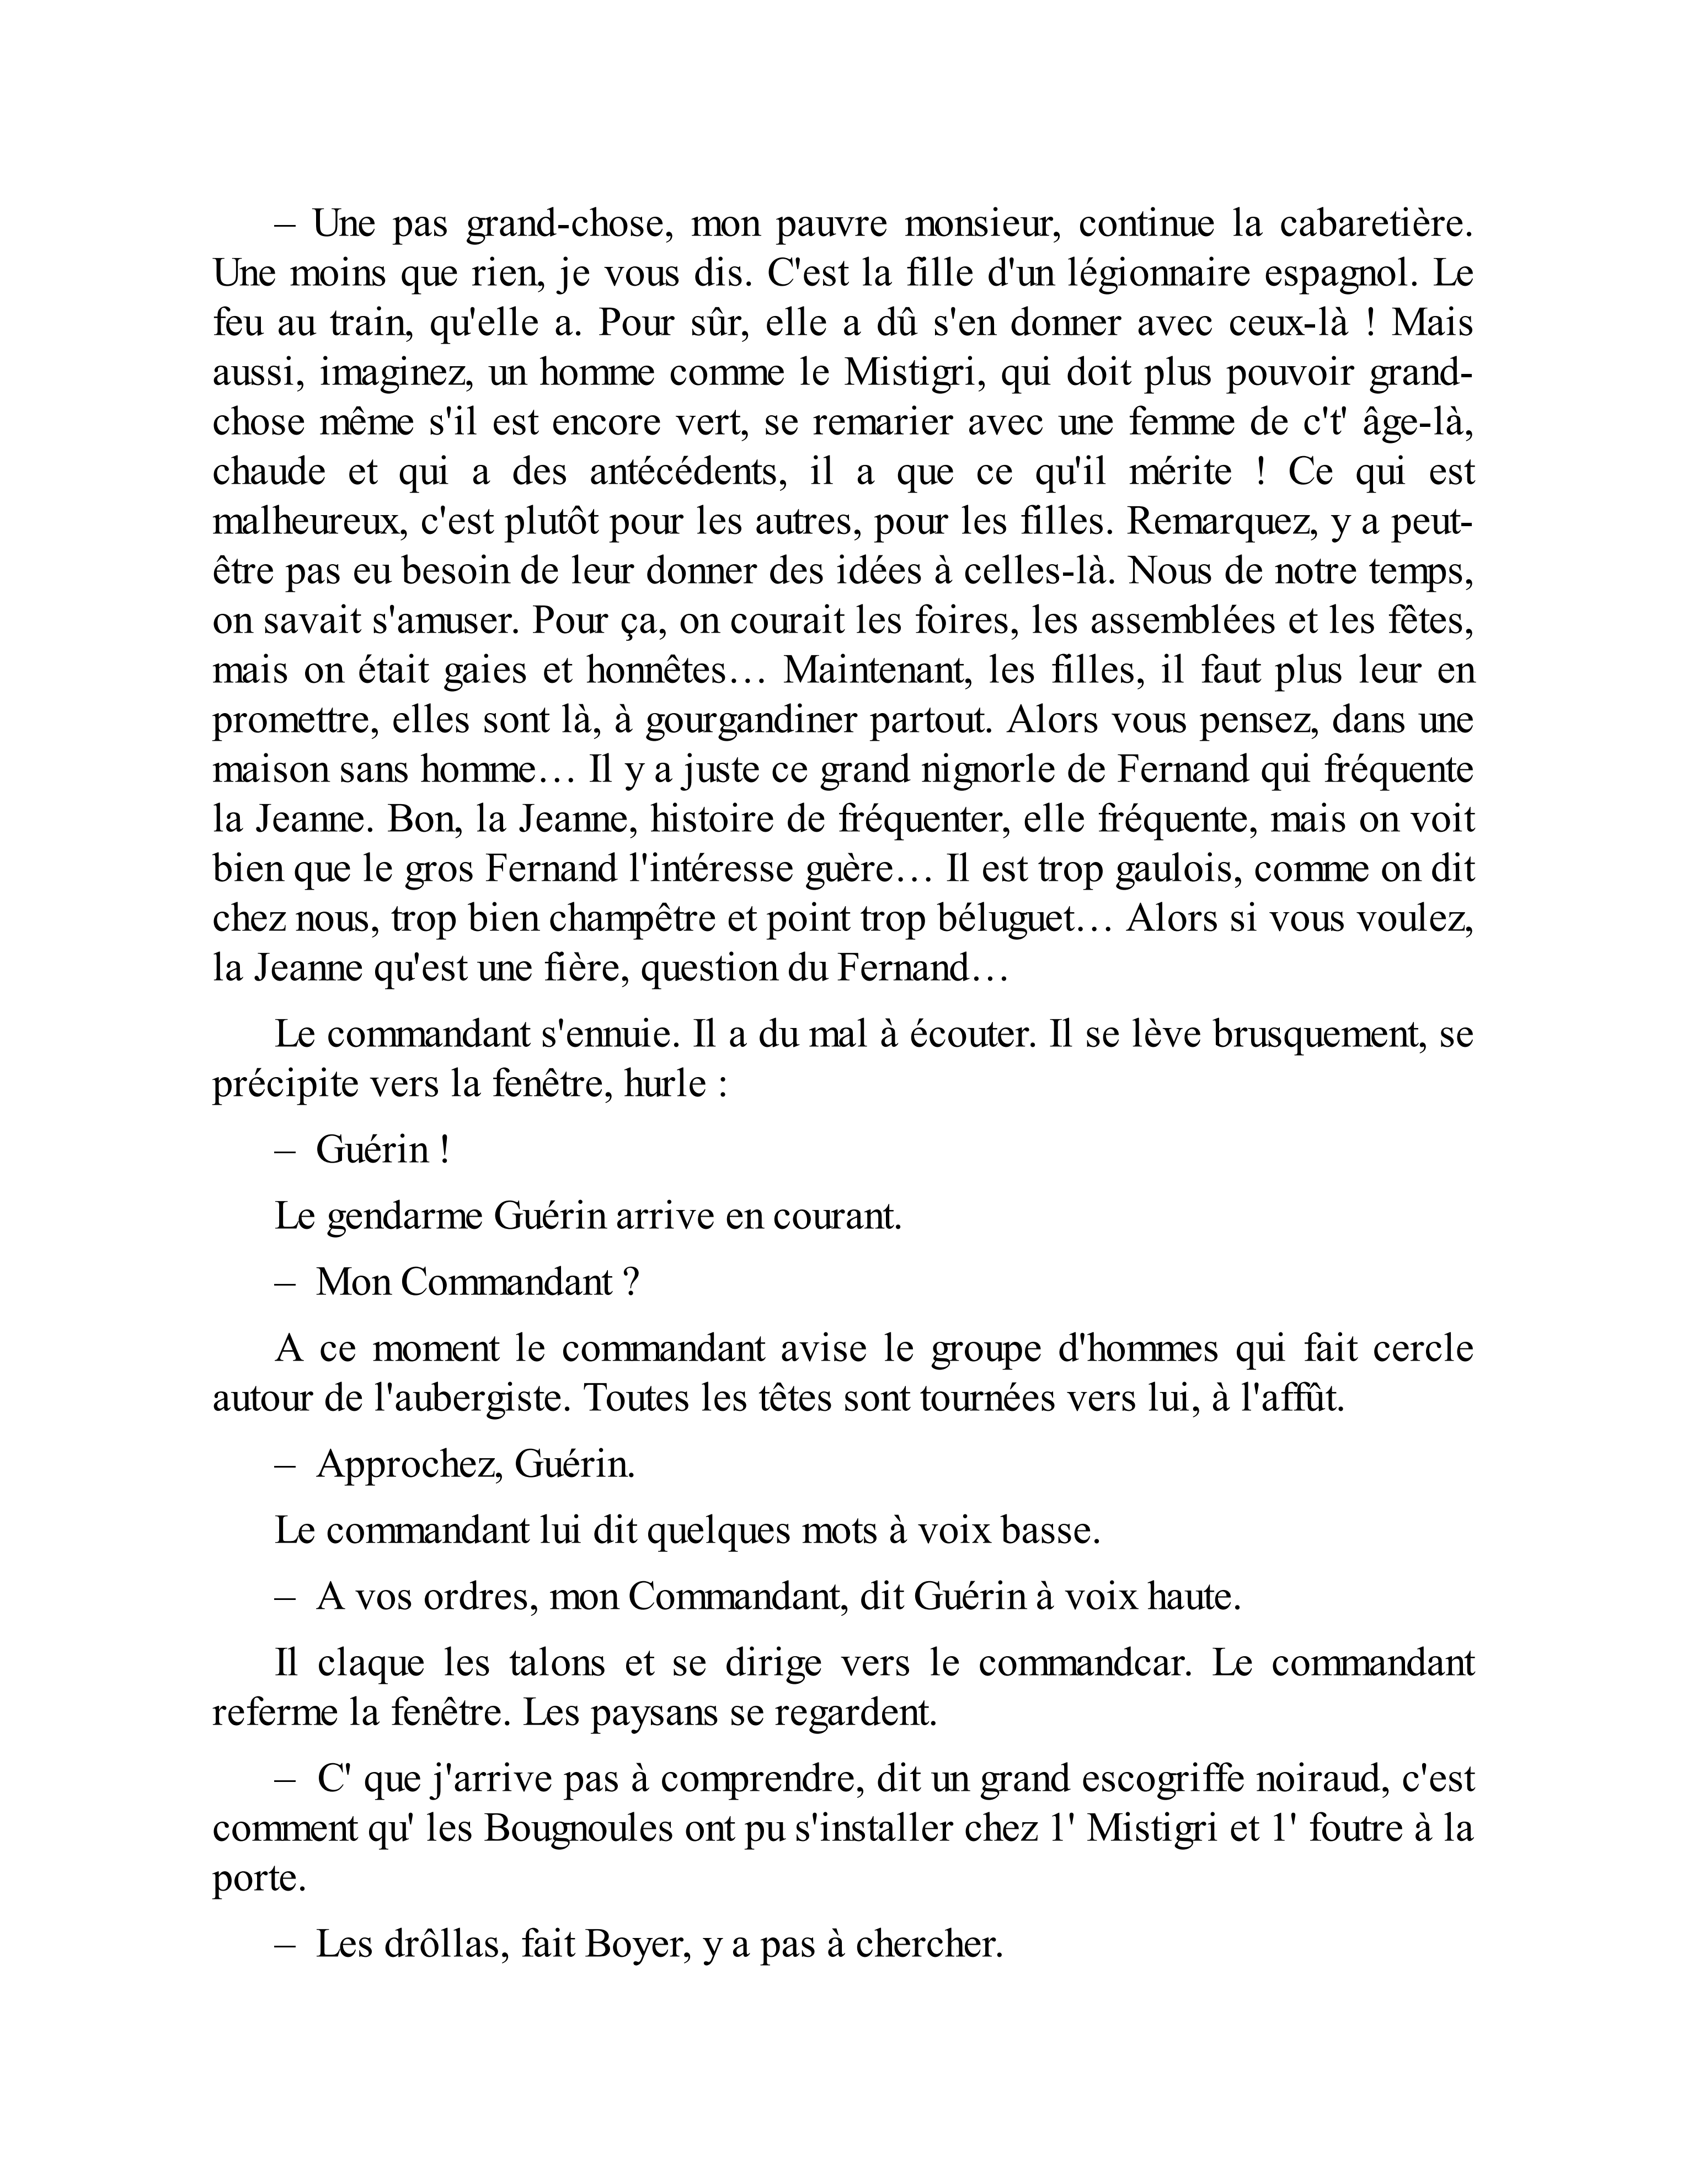 – Une pas grand-chose, mon pauvre monsieur, continue la cabaretière.
Une moins que rien, je vous dis. C'est la fille d'un légionnaire espagnol. Le
feu au train, qu'elle a. Pour sûr, elle a dû s'en donner avec ceux-là ! Mais
aussi, imaginez, un homme comme le Mistigri, qui doit plus pouvoir grand-
chose même s'il est encore vert, se remarier avec une femme de c't' âge-là,
chaude et qui a des antécédents, il a que ce qu'il mérite ! Ce qui est
malheureux, c'est plutôt pour les autres, pour les filles. Remarquez, y a peut-
être pas eu besoin de leur donner des idées à celles-là. Nous de notre temps,
on savait s'amuser. Pour ça, on courait les foires, les assemblées et les fêtes,
mais on était gaies et honnêtes… Maintenant, les filles, il faut plus leur en
promettre, elles sont là, à gourgandiner partout. Alors vous pensez, dans une
maison sans homme… Il y a juste ce grand nignorle de Fernand qui fréquente
la Jeanne. Bon, la Jeanne, histoire de fréquenter, elle fréquente, mais on voit
bien que le gros Fernand l'intéresse guère… Il est trop gaulois, comme on dit
chez nous, trop bien champêtre et point trop béluguet… Alors si vous voulez,
la Jeanne qu'est une fière, question du Fernand…
Le commandant s'ennuie. Il a du mal à écouter. Il se lève brusquement, se
précipite vers la fenêtre, hurle :
– Guérin !
Le gendarme Guérin arrive en courant.
– Mon Commandant ?
A ce moment le commandant avise le groupe d'hommes qui fait cercle
autour de l'aubergiste. Toutes les têtes sont tournées vers lui, à l'affût.
– Approchez, Guérin.
Le commandant lui dit quelques mots à voix basse.
– A vos ordres, mon Commandant, dit Guérin à voix haute.
Il claque les talons et se dirige vers le commandcar. Le commandant
referme la fenêtre. Les paysans se regardent.
– C' que j'arrive pas à comprendre, dit un grand escogriffe noiraud, c'est
comment qu' les Bougnoules ont pu s'installer chez 1' Mistigri et 1' foutre à la
porte.
– Les drôllas, fait Boyer, y a pas à chercher.